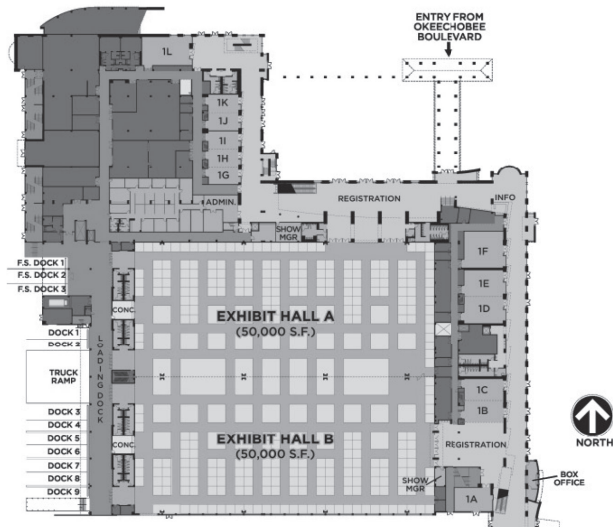 ENTRY FROM
OKEECHOBEE
BOULEVARD
1L
1K
1J
1I
1H
1G
ADMIN.
REGISTRATION
INFO
SHOW
MGR
1F
F.S. DOCK 1
F.S. DOCK 2
F.S. DOCK 3
1E
1D
CONC.
EXHIBIT HALL A
(50,000 S.F.)
DOCK 1
DOCK 2
LOADING DOCK
TRUCK
RAMP
1C
1B
NORTH
DOCK 3
DOCK 4
DOCK 5
DOCK 6
DOCK 7
DOCK 8
DOCK 9
CONC.
EXHIBIT HALL B
(50,000 S.F.)
REGISTRATION
SHOW
MGR
BOX
OFFICE
1A